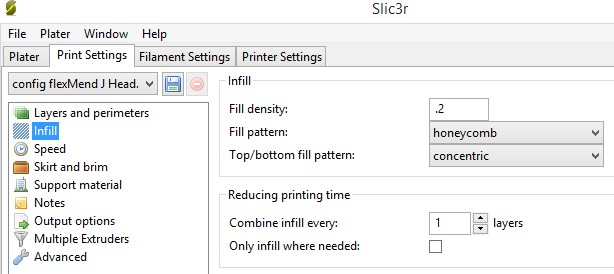 Slic3r
File Plater Window Help
Plater Print Settings Filament Settings Printer Settings
config flexMend J Head.
Layers and perimeters
Infill
Speed
Skirt and brim
Support material
Notes
Output options
Multiple Extruders
Advanced
Infill
Fill density: .2
Fill pattern: honeycomb
Top/bottom fill pattern: concentric
Reducing printing time
Combine infill every: 1 layers
Only infill where needed: